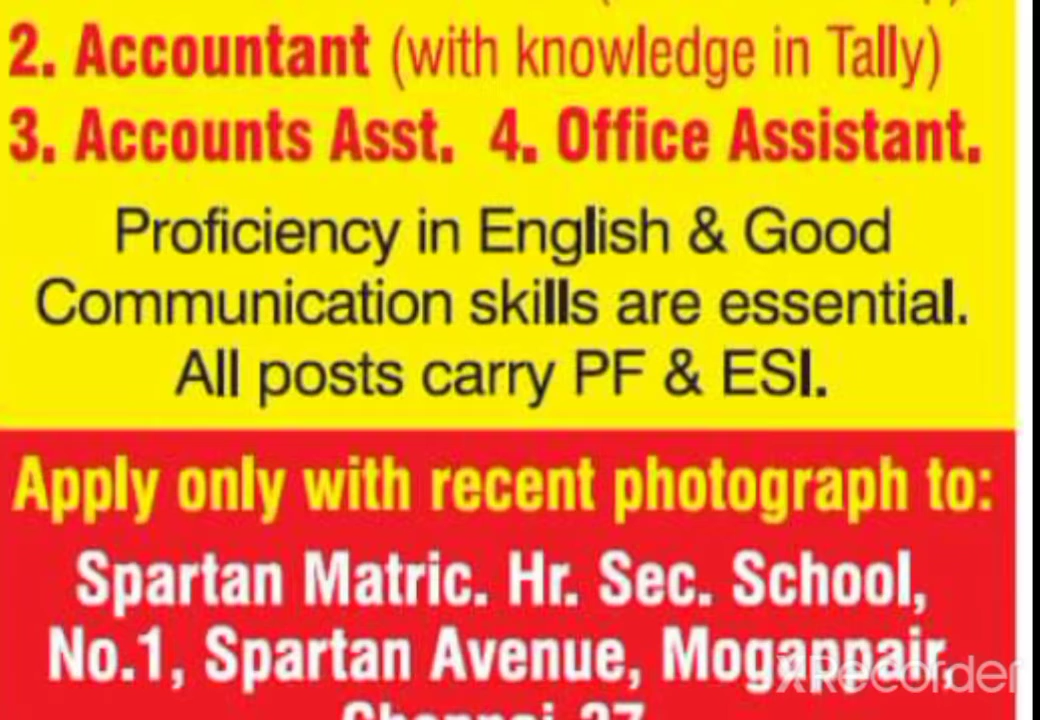 2. Accountant (with knowledge in Tally)
3. Accounts Asst. 4. Office Assistant.
Proficiency in English & Good
Communication skills are essential.
All posts carry PF & ESI.
Apply only with recent photograph to:
Spartan Matric. Hr. Sec. School,
No.1, Spartan Avenue, Mogappair,
XRecorder